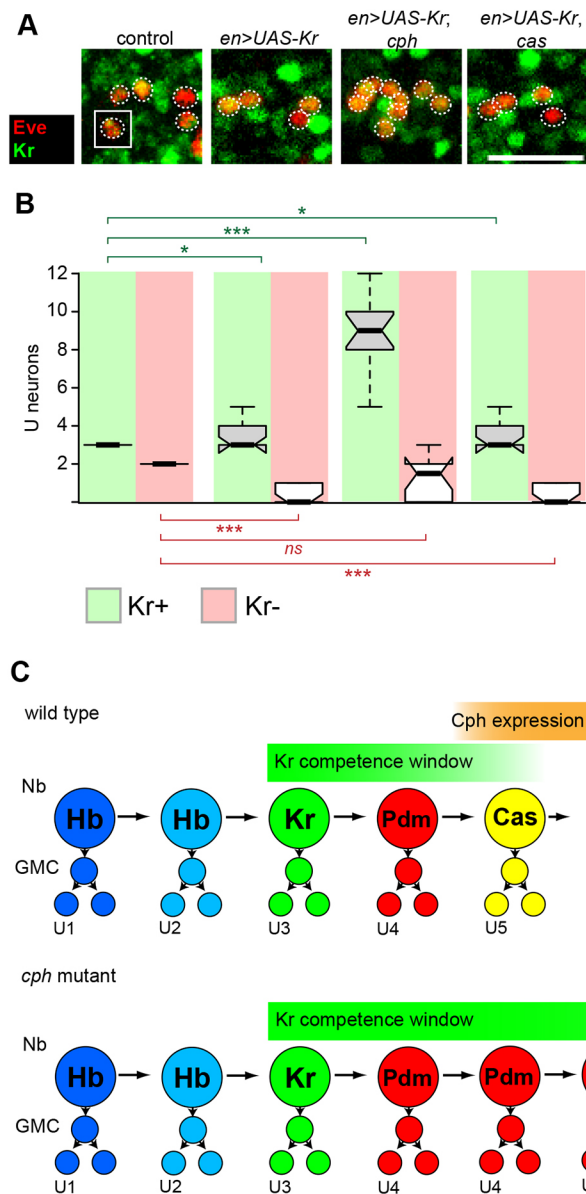 A
control
en>UAS-Kr
en>UAS-Kr;
cph
en>UAS-Kr,
cas
Eve
Kr
B
*
***
*
U neurons
12
10
8
6
4
2
***
ns
***
Kr+ Kr-
C
wild type
Cph expression
Kr competence window
Nb
Hb Hb Kr Pdm Cas
GMC
U1 U2 U3 U4 U5
cph mutant
Kr competence window
Nb
Hb Hb Kr Pdm Pdm
GMC
U1 U2 U3 U4 U4